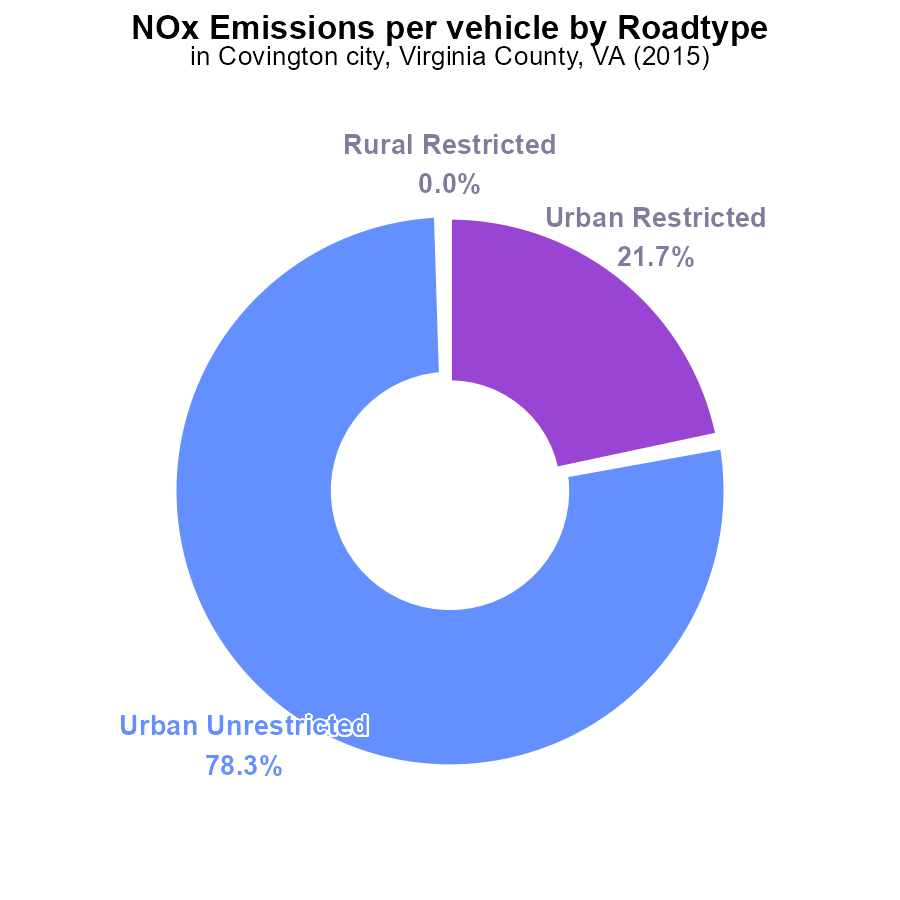 NOx Emissions per vehicle by Roadtype
in Covington city, Virginia County, VA (2015)
Rural Restricted
0.0%
Urban Restricted
21.7%
Urban Unrestricted
78.3%